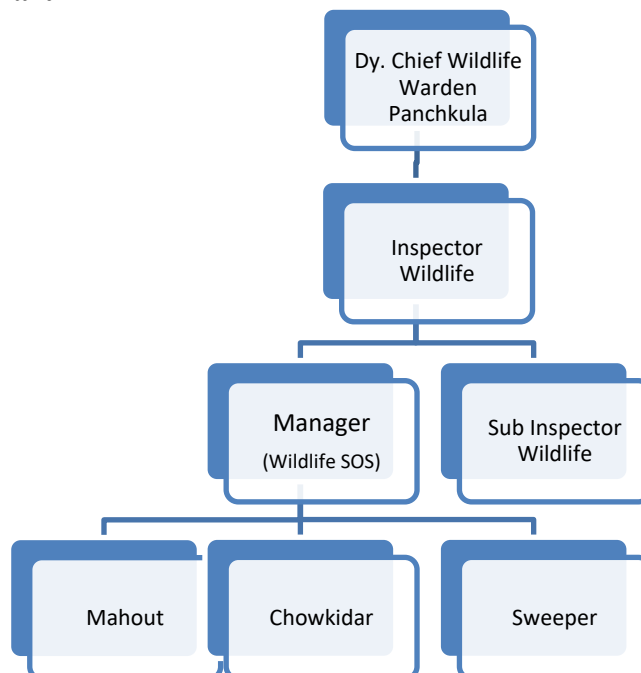 Dy. Chief Wildlife
Warden
Panchkula
Inspector
Wildlife
Manager
(Wildlife SOS)
Sub Inspector
Wildlife
Mahout
Chowkidar
Sweeper